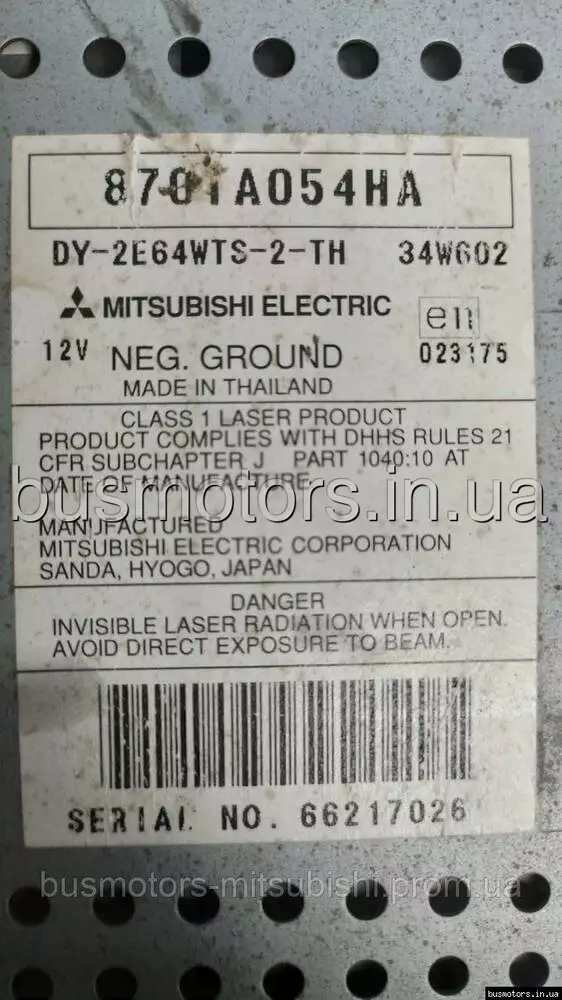 8701A054HA
DY-2E64WTS-2-TH 34W602
MITSUBISHI ELECTRIC
e11
12V NEG. GROUND 023175
MADE IN THAILAND
CLASS 1 LASER PRODUCT
PRODUCT COMPLIES WITH DHHS RULES 21
CFR SUBCHAPTER J PART 1040:10 AT
DATE OF MANUFACTURE.
busmotors.in.ua
MANUFACTURED
MITSUBISHI ELECTRIC CORPORATION
SANDA, HYOGO, JAPAN
DANGER
INVISIBLE LASER RADIATION WHEN OPEN.
AVOID DIRECT EXPOSURE TO BEAM.
SERIAL NO. 66217026
busmotors-mitsubishi.prom.ua
busmotors.in.ua